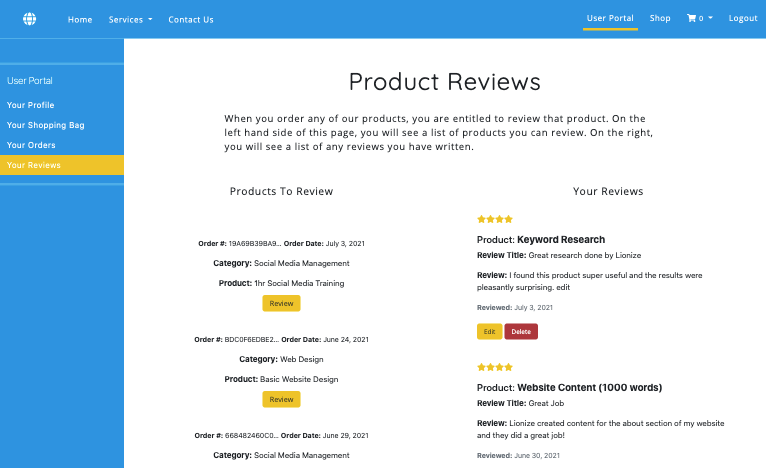 Home Services Contact Us User Portal Shop 0 Logout
User Portal
Your Profile
Your Shopping Bag
Your Orders
Your Reviews
Product Reviews
When you order any of our products, you are entitled to review that product. On the
left hand side of this page, you will see a list of products you can review. On the right,
you will see a list of any reviews you have written.
Products To Review
Order #: 19A69B39BA9... Order Date: July 3, 2021
Category: Social Media Management
Product: 1hr Social Media Training
Review
Order #: BDC0F6EDBE2... Order Date: June 24, 2021
Category: Web Design
Product: Basic Website Design
Review
Order #: 668482460C0... Order Date: June 29, 2021
Category: Social Media Management
Your Reviews
Product: Keyword Research
Review Title: Great research done by Lionize
Review: I found this product super useful and the results were
pleasantly surprising. edit
Reviewed: July 3, 2021
Edit Delete
Product: Website Content (1000 words)
Review Title: Great Job
Review: Lionize created content for the about section of my website
and they did a great job!
Reviewed: June 30, 2021